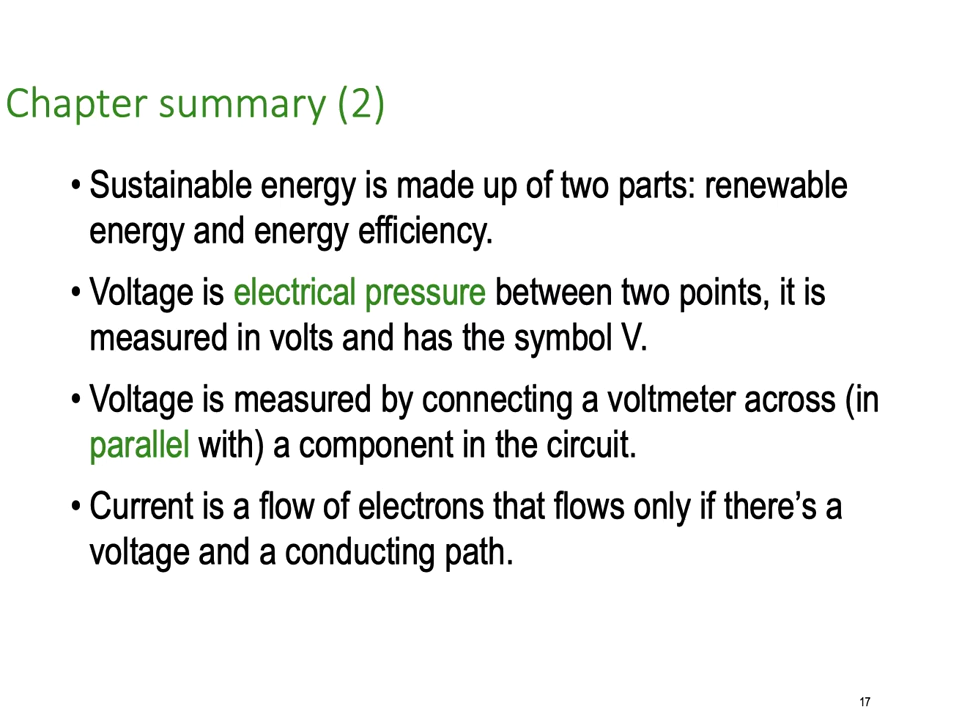 Chapter summary (2)
• Sustainable energy is made up of two parts: renewable
energy and energy efficiency.
• Voltage is electrical pressure between two points, it is
measured in volts and has the symbol V.
• Voltage is measured by connecting a voltmeter across (in
parallel with) a component in the circuit.
• Current is a flow of electrons that flows only if there’s a
voltage and a conducting path.
17